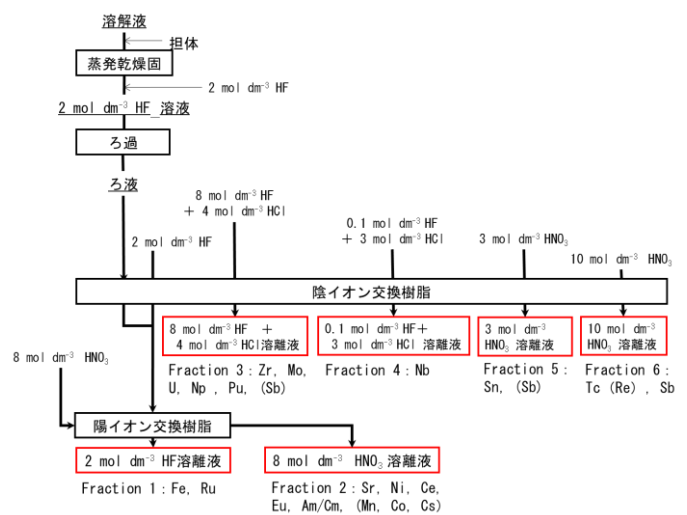 溶解液
担体
蒸発乾燥固
2 mol dm⁻³ HF
2 mol dm⁻³ HF 溶液
ろ過
ろ液
8 mol dm⁻³ HF
+ 4 mol dm⁻³ HCl
0.1 mol dm⁻³ HF
+ 3 mol dm⁻³ HCl
2 mol dm⁻³ HF
3 mol dm⁻³ HNO₃
10 mol dm⁻³ HNO₃
陰イオン交換樹脂
8 mol dm⁻³ HF +
4 mol dm⁻³ HCl溶離液
0.1 mol dm⁻³ HF+
3 mol dm⁻³ HCl 溶離液
3 mol dm⁻³
HNO₃ 溶離液
10 mol dm⁻³
HNO₃ 溶離液
8 mol dm⁻³ HNO₃
Fraction 3：Zr, Mo,
U, Np , Pu, (Sb)
Fraction 4：Nb
Fraction 5：
Sn, (Sb)
Fraction 6：
Tc (Re) , Sb
陽イオン交換樹脂
2 mol dm⁻³ HF溶離液
8 mol dm⁻³ HNO₃ 溶離液
Fraction 1：Fe, Ru
Fraction 2：Sr, Ni, Ce,
Eu, Am/Cm, (Mn, Co, Cs)